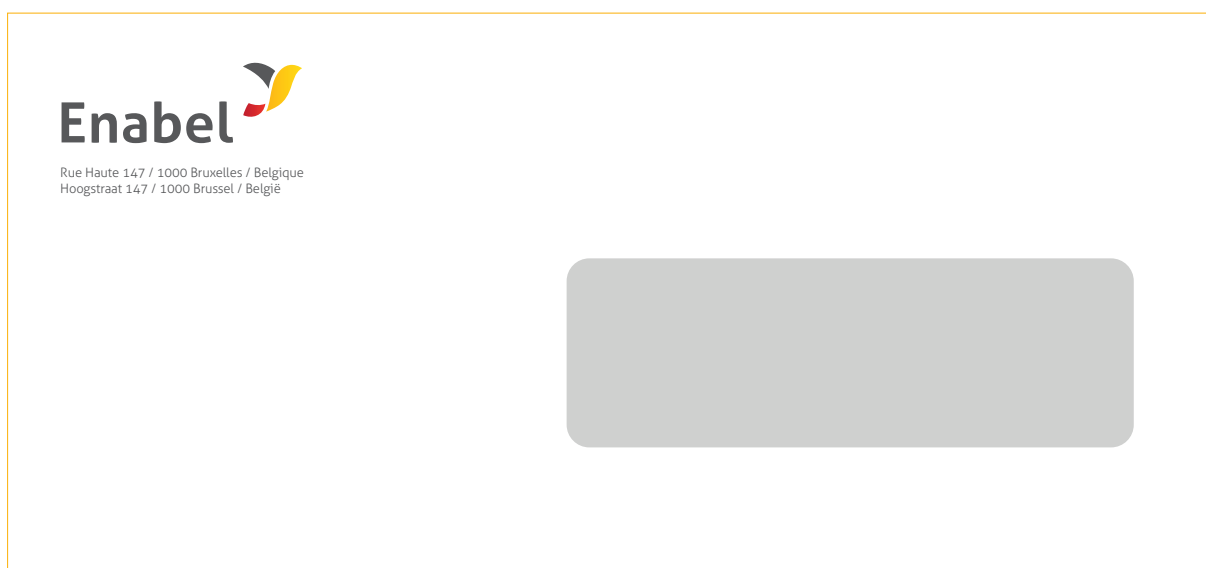 Enabel
Rue Haute 147 / 1000 Bruxelles / Belgique
Hoogstraat 147 / 1000 Brussel / België